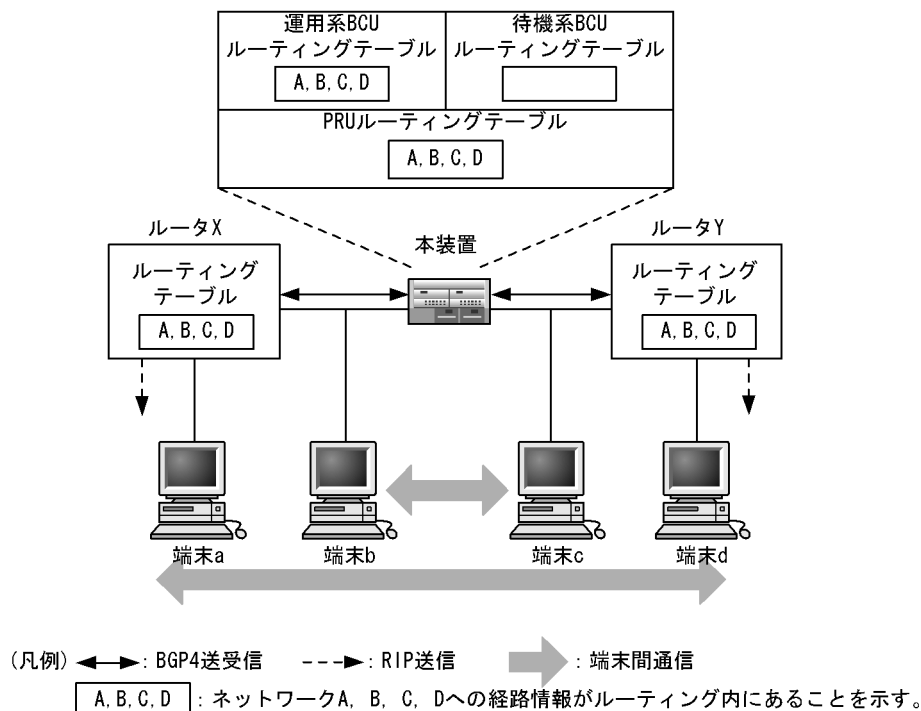 運用系BCU
ルーティングテーブル
A, B, C, D
待機系BCU
ルーティングテーブル
PRUルーティングテーブル
A, B, C, D
ルータX
ルーティング
テーブル
A, B, C, D
本装置
ルータY
ルーティング
テーブル
A, B, C, D
端末a
端末b
端末c
端末d
(凡例)
: BGP4送受信
: RIP送信
: 端末間通信
A, B, C, D : ネットワークA, B, C, Dへの経路情報がルーティング内にあることを示す。